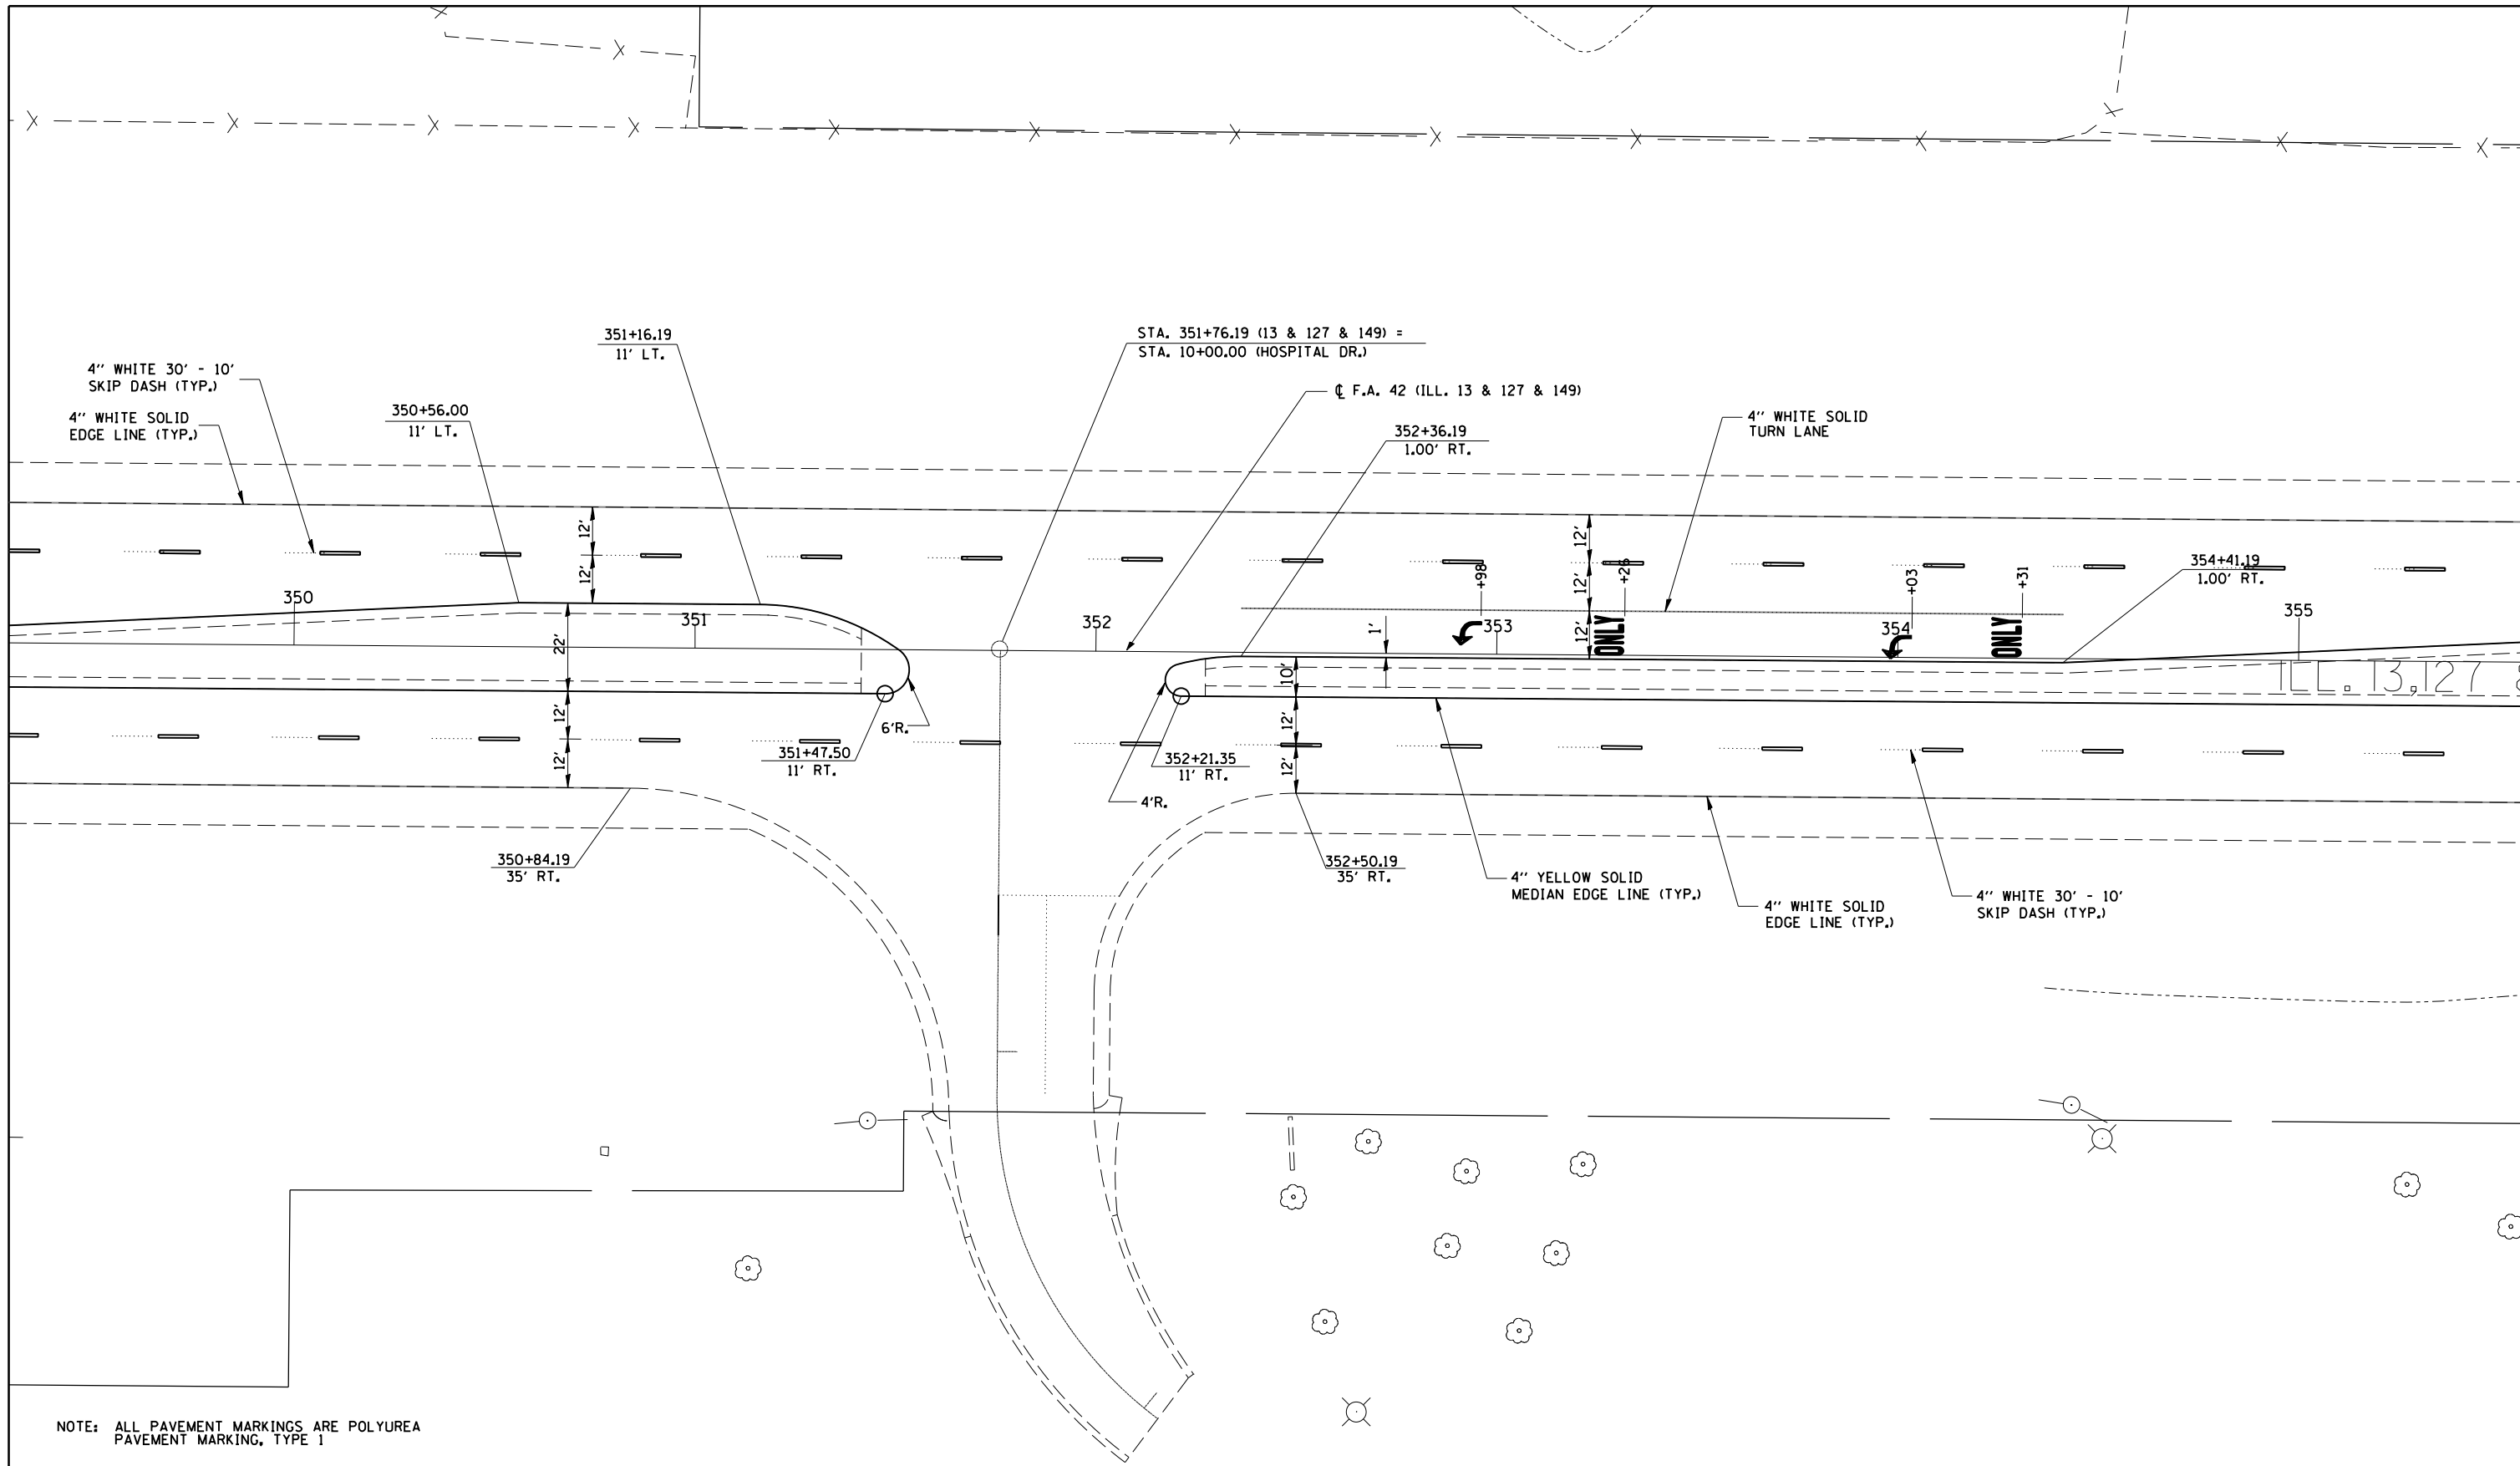 351+16.19
11' LT.
STA. 351+76.19 (13 & 127 & 149) =
STA. 10+00.00 (HOSPITAL DR.)
4" WHITE 30' - 10'
SKIP DASH (TYP.)
℄ F.A. 42 (ILL. 13 & 127 & 149)
350+56.00
11' LT.
4" WHITE SOLID
EDGE LINE (TYP.)
4" WHITE SOLID
TURN LANE
352+36.19
1.00' RT.
12'
12'
12'
12'
12'
354+41.19
1.00' RT.
+98
+26
+03
+31
350
351
352
353
354
355
22'
1'
10'
ONLY
ONLY
ILL. 13,127
12'
12'
12'
12'
6'R.
351+47.50
11' RT.
352+21.35
11' RT.
4'R.
350+84.19
35' RT.
352+50.19
35' RT.
4" YELLOW SOLID
MEDIAN EDGE LINE (TYP.)
4" WHITE SOLID
EDGE LINE (TYP.)
4" WHITE 30' - 10'
SKIP DASH (TYP.)
NOTE: ALL PAVEMENT MARKINGS ARE POLYUREA
PAVEMENT MARKING, TYPE 1